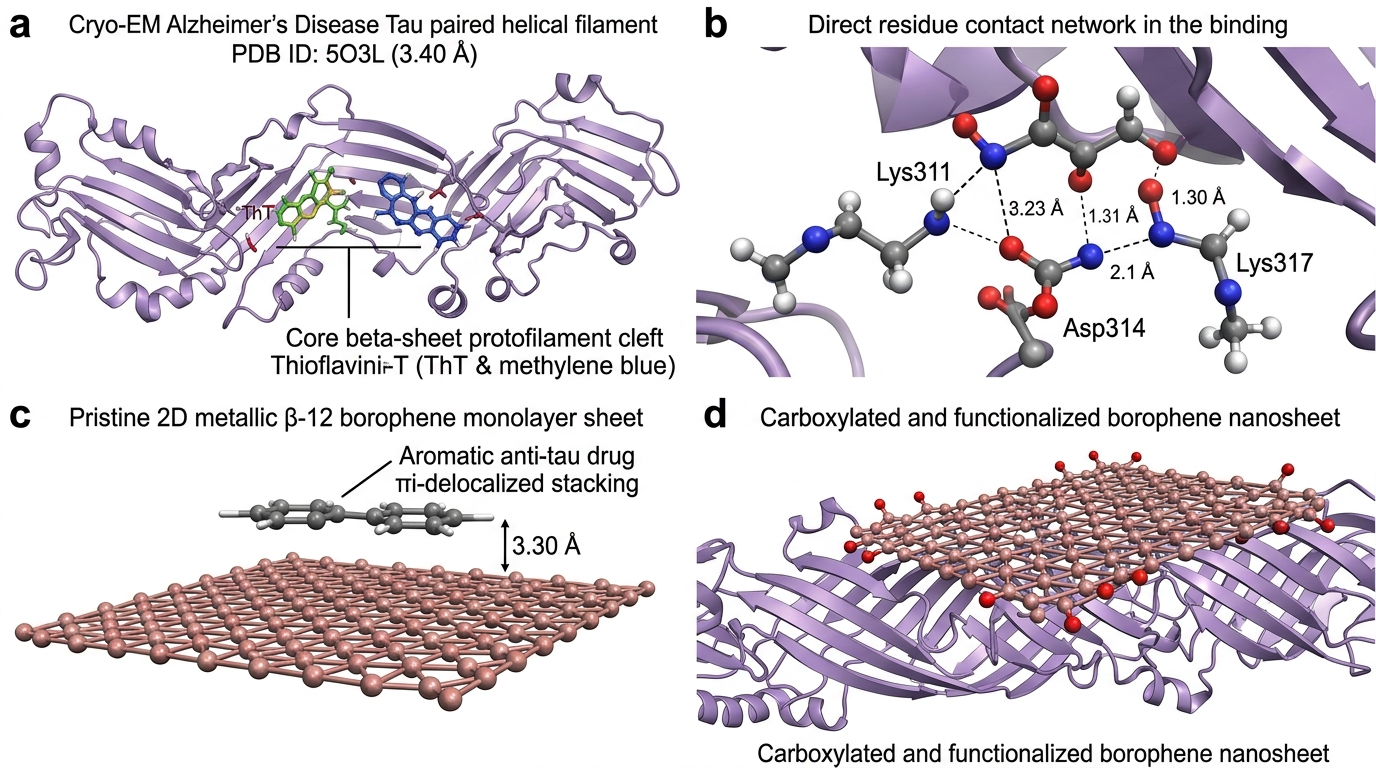 a
Cryo-EM Alzheimer's Disease Tau paired helical filament
PDB ID: 5O3L (3.40 Å)
ThT
Core beta-sheet protofilament cleft
Thioflavini-T (ThT & methylene blue)
b
Direct residue contact network in the binding
Lys311
3.23 Å
1.31 Å
1.30 Å
2.1 Å
Lys317
Asp314
c
Pristine 2D metallic β-12 borophene monolayer sheet
Aromatic anti-tau drug
πi-delocalized stacking
3.30 Å
d
Carboxylated and functionalized borophene nanosheet
Carboxylated and functionalized borophene nanosheet